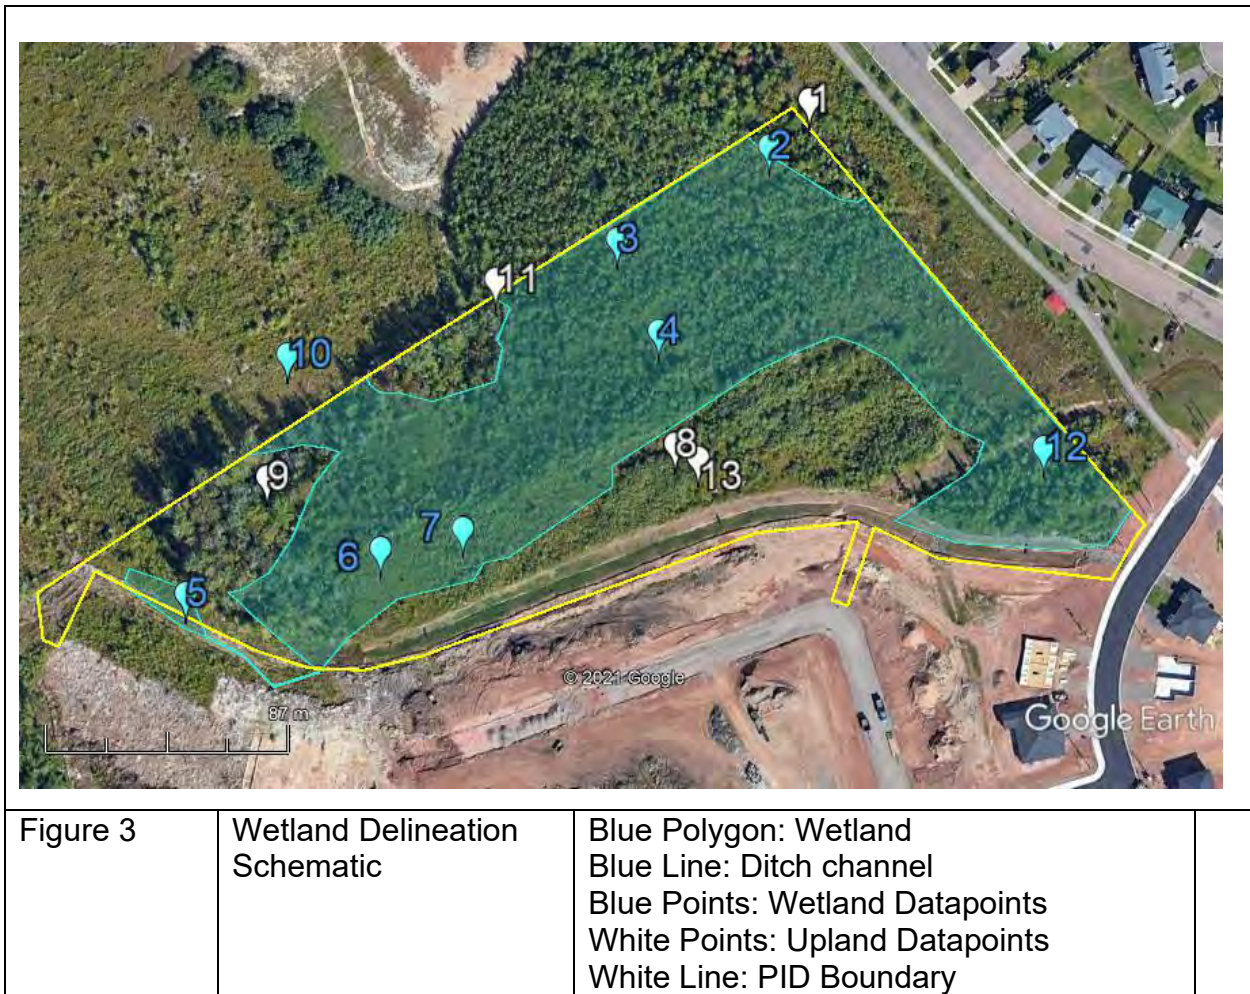 1
2
3
11
4
10
8
13
12
9
7
6
5
© 2021 Google
87 m
Google Earth
Figure 3
Wetland Delineation
Schematic
Blue Polygon: Wetland
Blue Line: Ditch channel
Blue Points: Wetland Datapoints
White Points: Upland Datapoints
White Line: PID Boundary